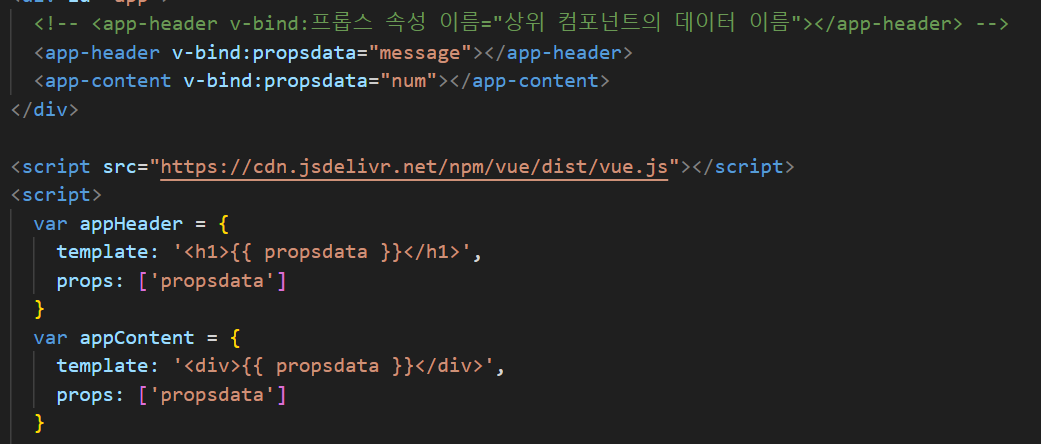 <!-- <app-header v-bind:프롭스 속성 이름="상위 컴포넌트의 데이터 이름"></app-header> -->
<app-header v-bind:propsdata="message"></app-header>
<app-content v-bind:propsdata="num"></app-content>
</div>
<script src="https://cdn.jsdelivr.net/npm/vue/dist/vue.js"></script>
<script>
var appHeader = {
template: '<h1>{{ propsdata }}</h1>',
props: ['propsdata']
}
var appContent = {
template: '<div>{{ propsdata }}</div>',
props: ['propsdata']
}